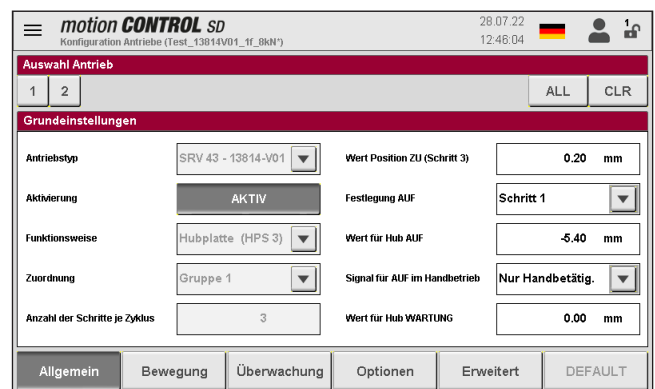 motion CONTROL SD
Konfiguration Antriebe (Test_13814V01_1f_8kN*)
28.07.22
12:46:04
1
Auswahl Antrieb
1 2 ALL CLR
Grundeinstellungen
Antriebstyp SRV 43 - 13814-V01 Wert Position ZU (Schritt 3) 0.20 mm
Aktivierung AKTIV Festlegung AUF Schritt 1
Funktionsweise Hubplatte (HPS 3) Wert für Hub AUF -5.40 mm
Zuordnung Gruppe 1 Signal für AUF im Handbetrieb Nur Handbetätig.
Anzahl der Schritte je Zyklus 3 Wert für Hub WARTUNG 0.00 mm
Allgemein Bewegung Überwachung Optionen Erweitert DEFAULT